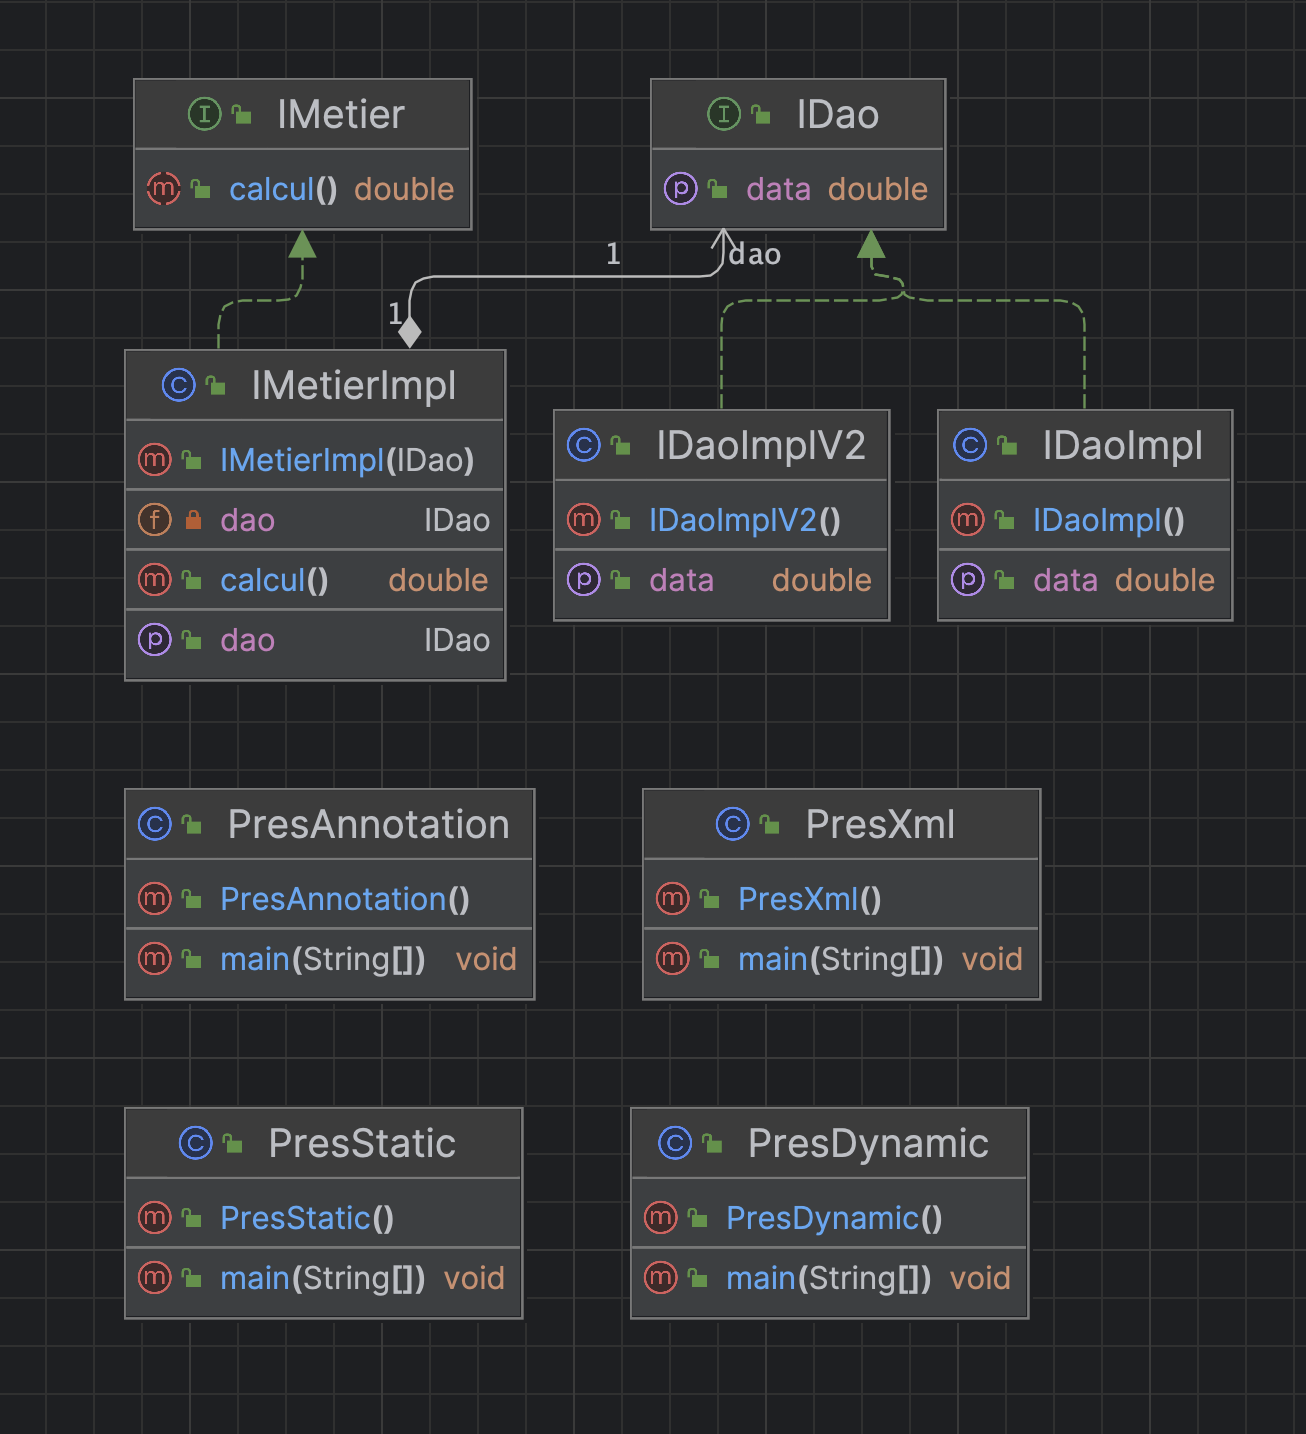 IMetier
calcul() double
IDao
data double
1
dao
1
IMetierImpl
IMetierImpl(IDao)
dao IDao
calcul() double
dao IDao
IDaoImplV2
IDaoImplV2()
data double
IDaoImpl
IDaoImpl()
data double
PresAnnotation
PresAnnotation()
main(String[]) void
PresXml
PresXml()
main(String[]) void
PresStatic
PresStatic()
main(String[]) void
PresDynamic
PresDynamic()
main(String[]) void